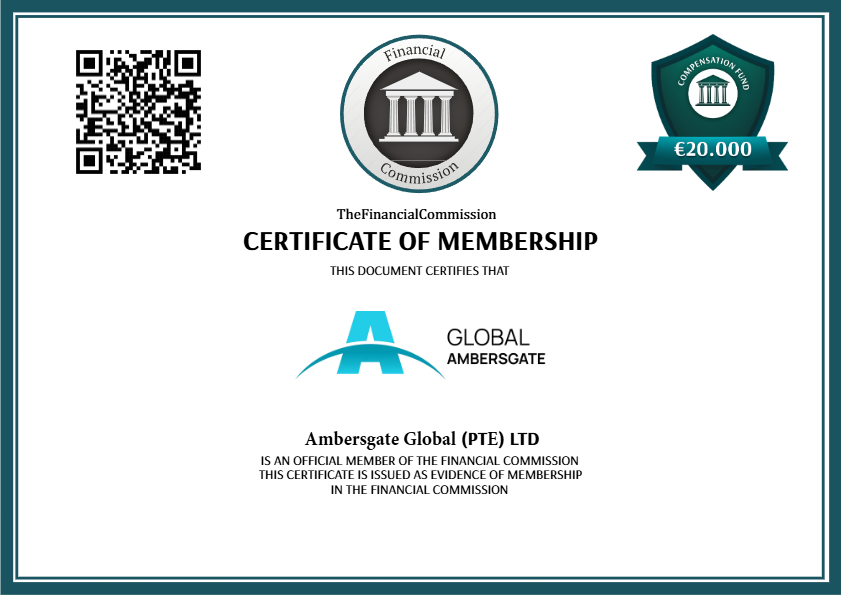 Financial
Commission
COMPENSATION FUND
€20.000
TheFinancialCommission
CERTIFICATE OF MEMBERSHIP
THIS DOCUMENT CERTIFIES THAT
A
GLOBAL
AMBERSGATE
Ambersgate Global (PTE) LTD
IS AN OFFICIAL MEMBER OF THE FINANCIAL COMMISSION
THIS CERTIFICATE IS ISSUED AS EVIDENCE OF MEMBERSHIP
IN THE FINANCIAL COMMISSION